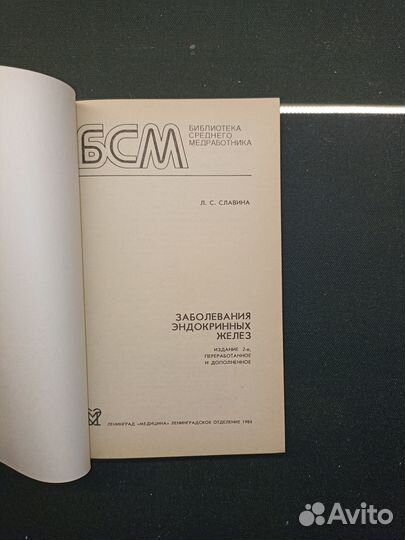 БСМ
БИБЛИОТЕКА
СРЕДНЕГО
МЕДРАБОТНИКА
Л. С. СЛАВИНА
ЗАБОЛЕВАНИЯ
ЭНДОКРИННЫХ
ЖЕЛЕЗ
ИЗДАНИЕ 2-е,
ПЕРЕРАБОТАННОЕ
И ДОПОЛНЕННОЕ
ЛЕНИНГРАД «МЕДИЦИНА» ЛЕНИНГРАДСКОЕ ОТДЕЛЕНИЕ 1984
Avito